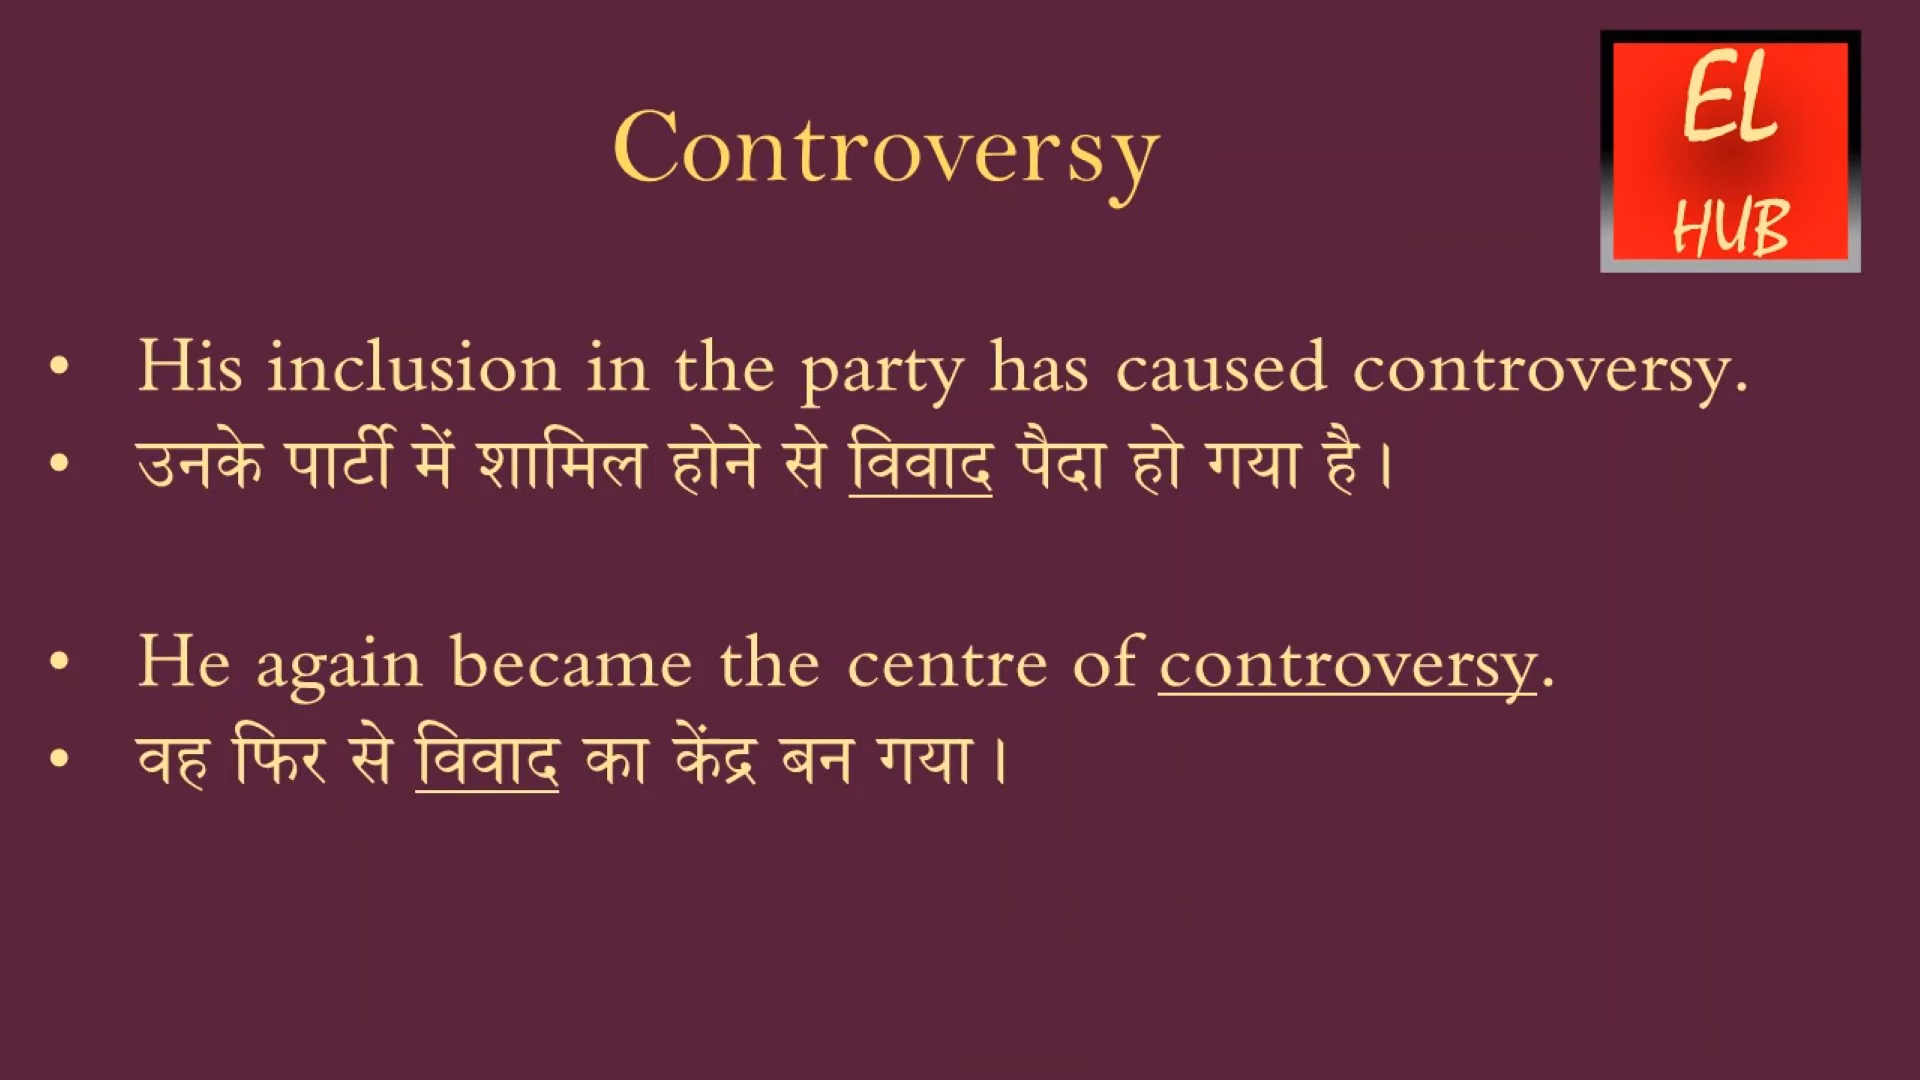 Controversy
EL
HUB
• His inclusion in the party has caused controversy.
• उनके पार्टी में शामिल होने से विवाद पैदा हो गया है।
• He again became the centre of controversy.
• वह फिर से विवाद का केंद्र बन गया।